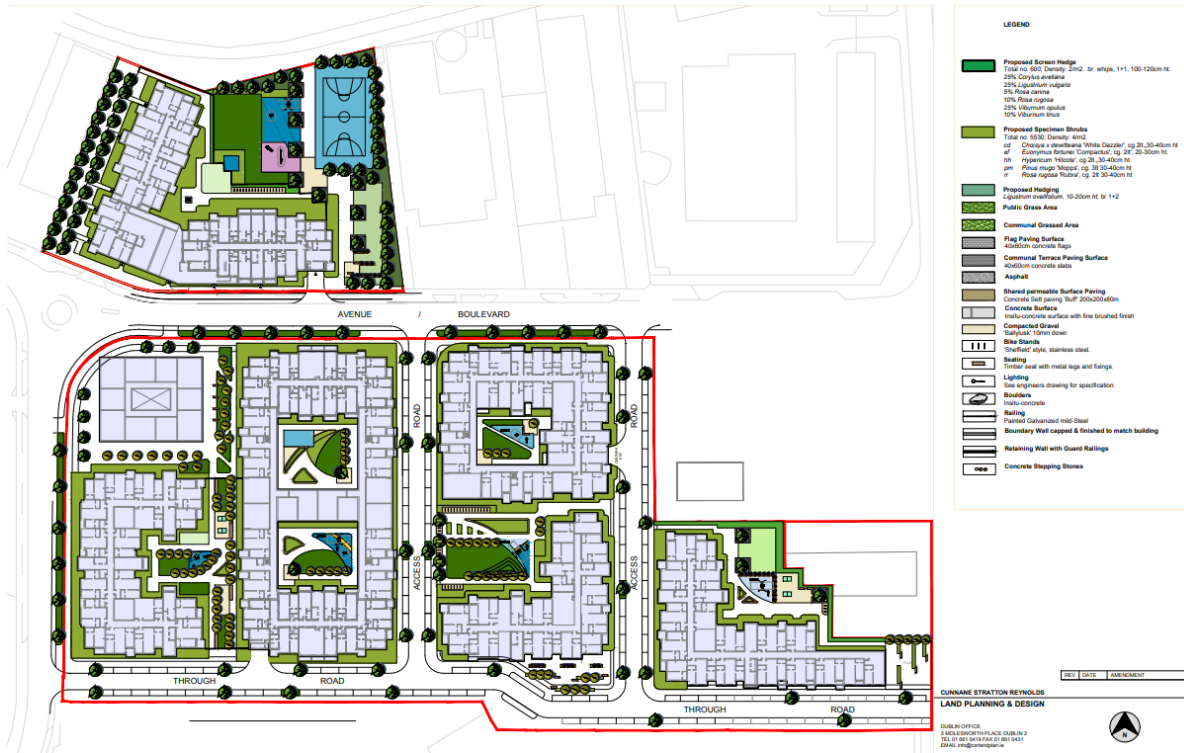 LEGEND
Proposed Screen Hedge
Total no. 600, Density: 2/m2. br. whips, 1+1, 100-120cm ht.
25% Corylus avellana
25% Ligustrium vulgaris
5% Rosa canina
10% Rosa rugosa
25% Viburnum opulus
10% Viburnum tinus
Proposed Specimen Shrubs
Total no. 5530, Density: 4/m2.
cd Choisya x dewitteana 'White Dazzler', cg 2lt.,30-40cm ht
ef Euonymus fortunei 'Compactus', cg. 2lt', 20-30cm ht.
hh Hypericum 'Hitcote', cg 2lt.,30-40cm ht
pm Pinus mugo 'Mopps', cg. 3lt 30-40cm ht
rr Rosa rugosa 'Rubra', cg. 2lt 30-40cm ht
Proposed Hedging
Ligustrum ovalifolium, 10-20cm ht, br 1+2
Public Grass Area
Communal Grassed Area
Flag Paving Surface
40x60cm concrete flags
Communal Terrace Paving Surface
40x60cm concrete slabs
Asphalt
Shared permeable Surface Paving
Concrete Sett paving 'Buff' 200x200x80m
Concrete Surface
Insitu-concrete surface with fine brushed finish
Compacted Gravel
'Ballylusk' 10mm down
Bike Stands
'Sheffield' style, stainless steel.
Seating
Timber seat with metal legs and fixings.
Lighting
See engineers drawing for specification.
Boulders
Insitu-concrete
Railing
Painted Galvanized mild-Steel
Boundary Wall capped & finished to match building
Retaining Wall with Guard Railings
Concrete Stepping Stones
AVENUE / BOULEVARD
ROAD
ROAD
ACCESS
ACCESS
THROUGH ROAD
THROUGH ROAD
REV DATE AMENDMENT
CUNNANE STRATTON REYNOLDS
LAND PLANNING & DESIGN
DUBLIN OFFICE
3 MOLESWORTH PLACE DUBLIN 2
TEL 01 661 0419 FAX 01 661 0431
EMAIL info@csrlandplan.ie
N